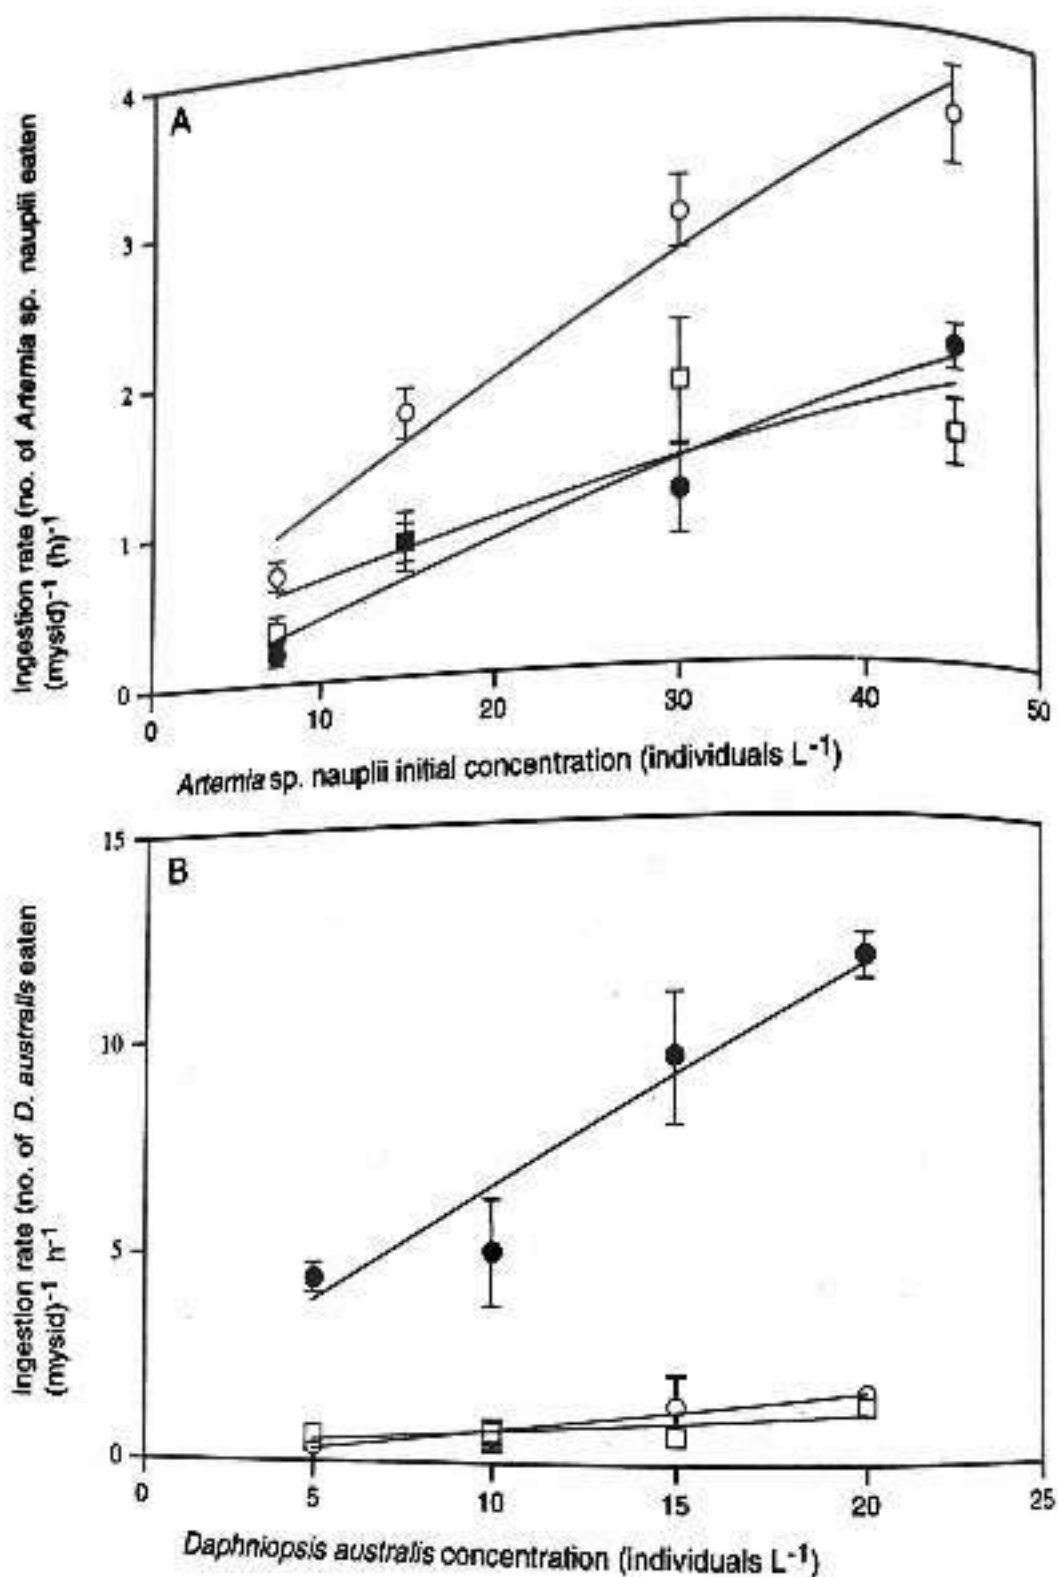 A
Ingestion rate (no. of Artemia sp. nauplii eaten
(mysid)⁻¹ (h)⁻¹
4
3
2
1
0
0 10 20 30 40 50
Artemia sp. nauplii initial concentration (individuals L⁻¹)
B
Ingestion rate (no. of D. australis eaten
(mysid)⁻¹ h⁻¹
15
10
5
0
0 5 10 15 20 25
Daphniopsis australis concentration (individuals L⁻¹)